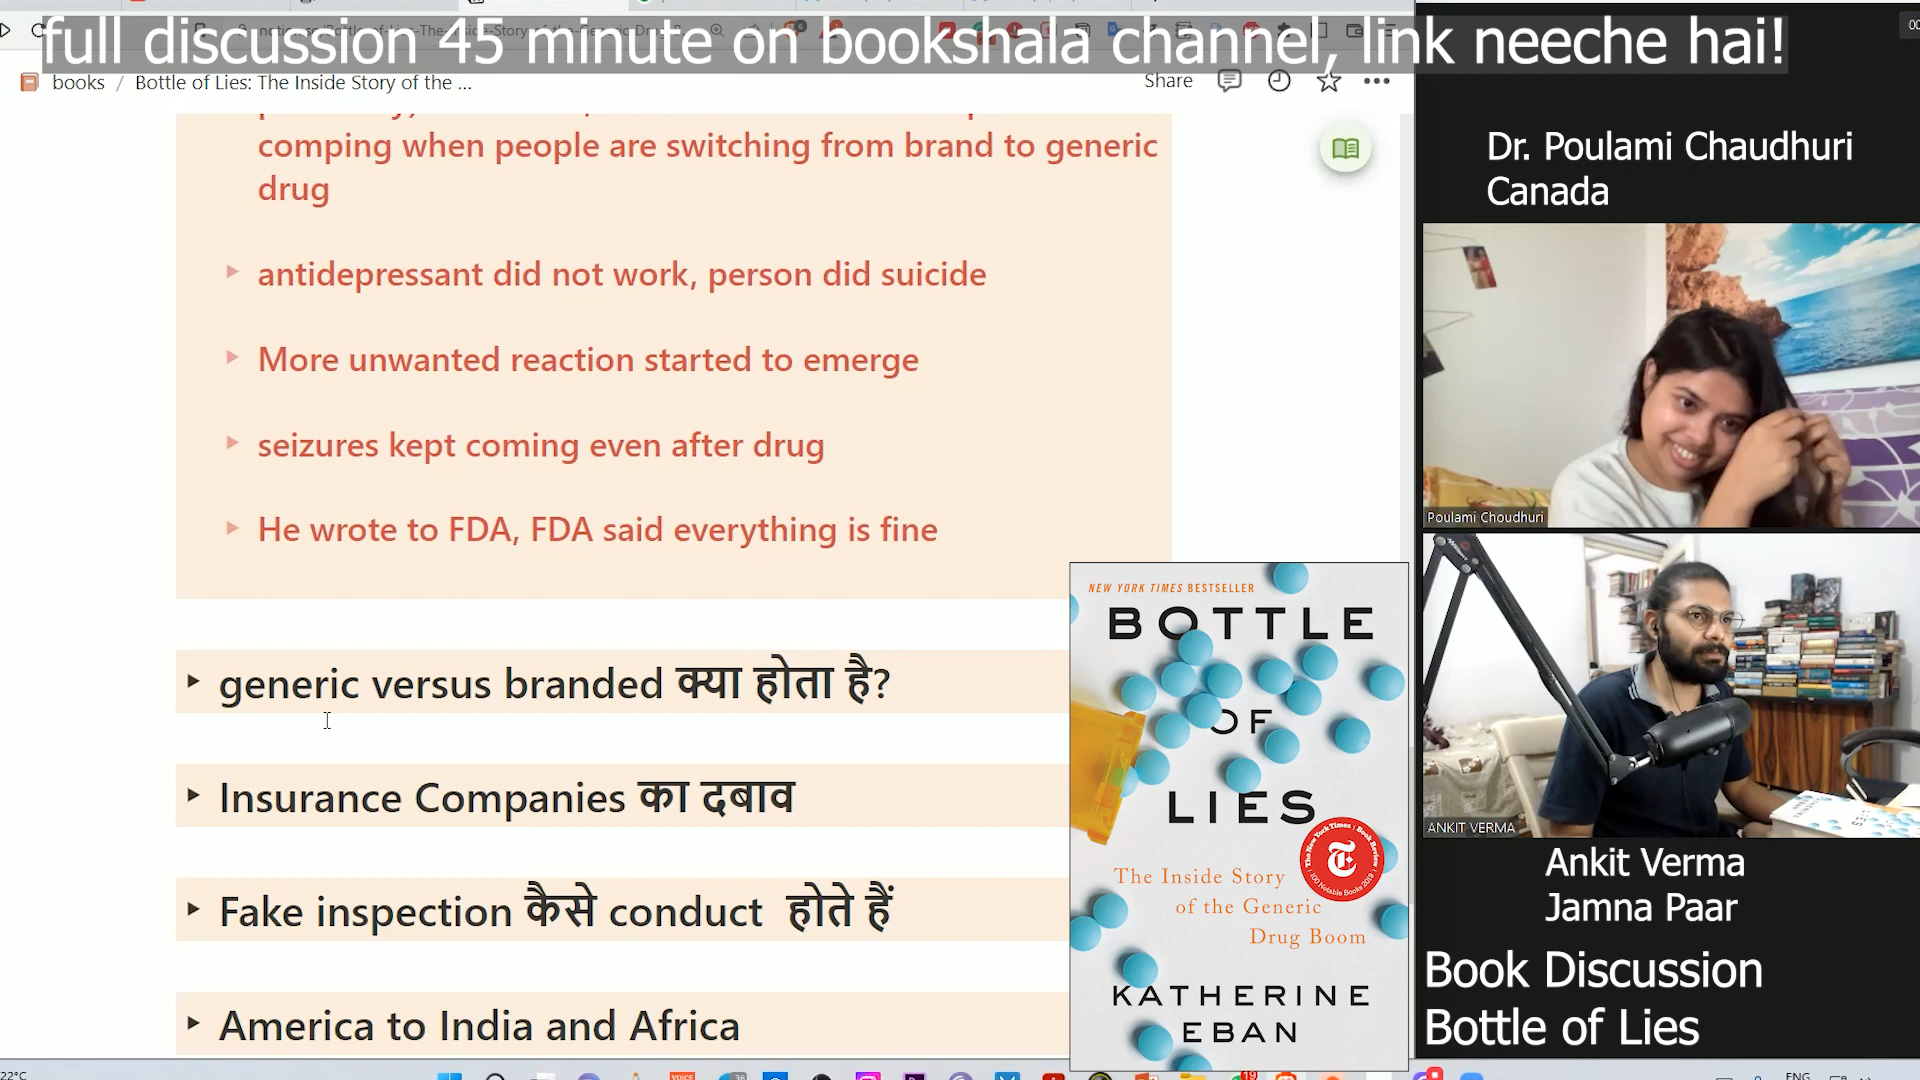 full discussion 45 minute on bookshala channel, link neeche hai!
books / Bottle of Lies: The Inside Story of the ...
Share
comping when people are switching from brand to generic
drug
antidepressant did not work, person did suicide
More unwanted reaction started to emerge
seizures kept coming even after drug
He wrote to FDA, FDA said everything is fine
generic versus branded क्या होता है?
Insurance Companies का दबाव
Fake inspection कैसे conduct होते हैं
America to India and Africa
NEW YORK TIMES BESTSELLER
BOTTLE
OF
LIES
The Inside Story
of the Generic
Drug Boom
KATHERINE
EBAN
Dr. Poulami Chaudhuri
Canada
Poulami Choudhuri
ANKIT VERMA
Ankit Verma
Jamna Paar
Book Discussion
Bottle of Lies
22°C
ENG